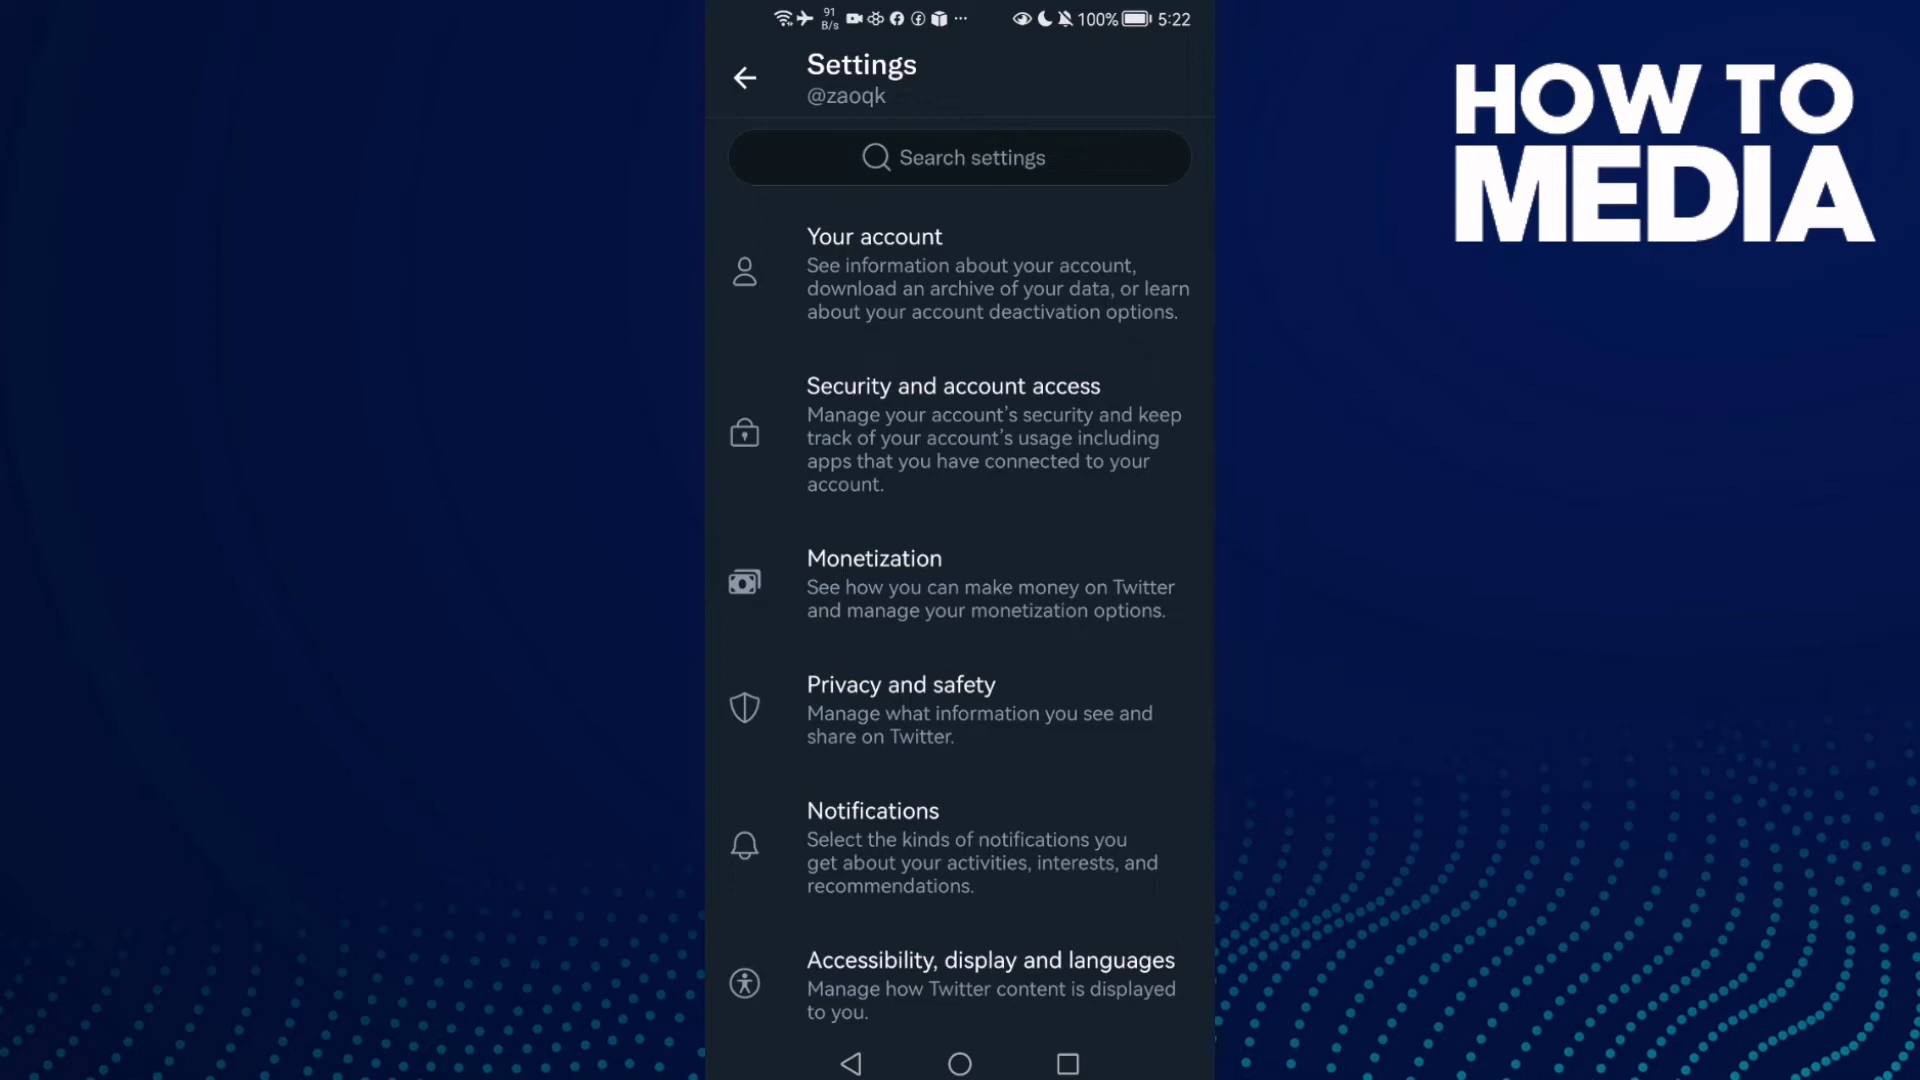 91
B/s
100%
5:22
Settings
@zaoqk
Search settings
Your account
See information about your account,
download an archive of your data, or learn
about your account deactivation options.
Security and account access
Manage your account's security and keep
track of your account's usage including
apps that you have connected to your
account.
Monetization
See how you can make money on Twitter
and manage your monetization options.
Privacy and safety
Manage what information you see and
share on Twitter.
Notifications
Select the kinds of notifications you
get about your activities, interests, and
recommendations.
Accessibility, display and languages
Manage how Twitter content is displayed
to you.
HOW TO
MEDIA